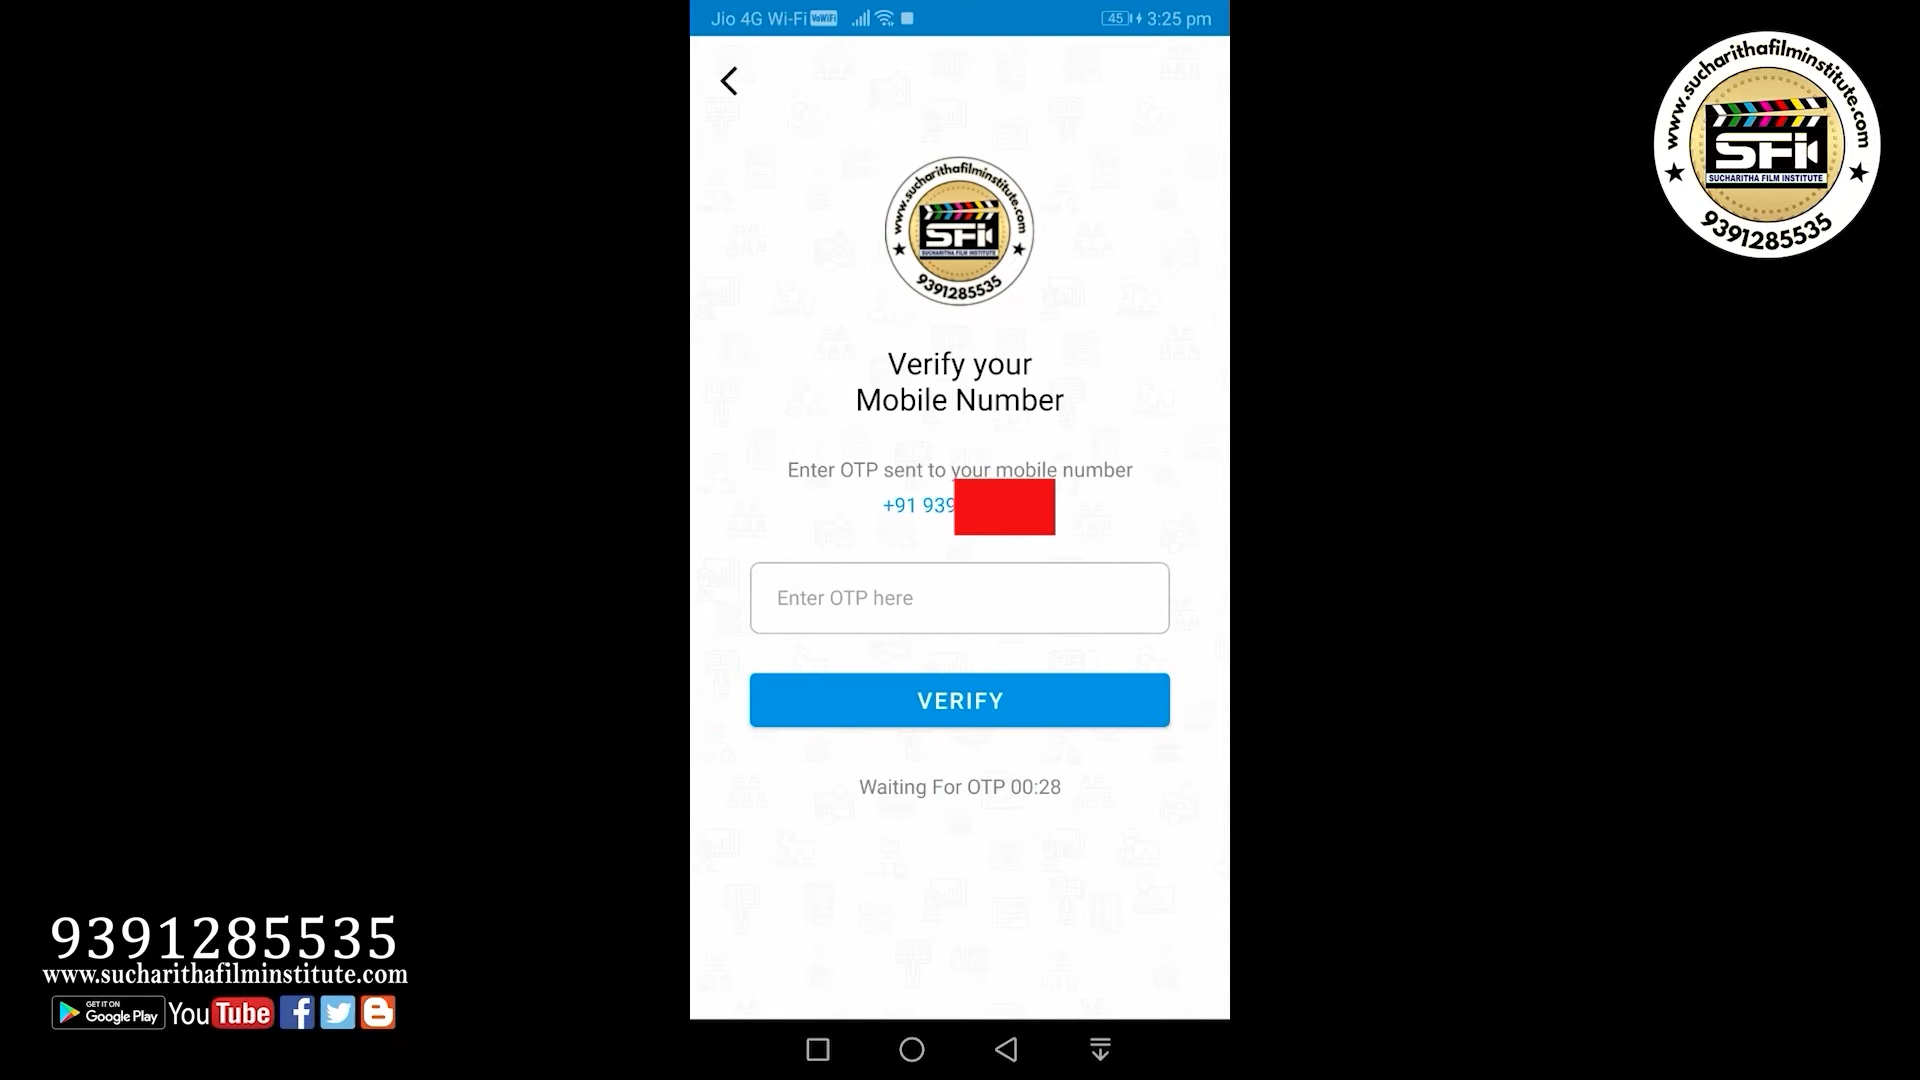 Jio 4G Wi-Fi VoWiFi 45 3:25 pm
www.sucharithafilminstitute.com
SFi
SUCHARITHA FILM INSTITUTE
9391285535
www.sucharithafilminstitute.com
SFi
SUCHARITHA FILM INSTITUTE
9391285535
Verify your
Mobile Number
Enter OTP sent to your mobile number
+91 939
Enter OTP here
VERIFY
Waiting For OTP 00:28
9391285535
www.sucharithafilminstitute.com
GET IT ON
Google Play
YouTube